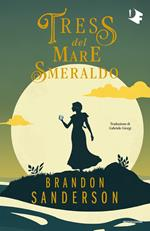 TRESS
del
MARE
SMERALDO
Traduzione di
Gabriele Giorgi
BRANDON
SANDERSON